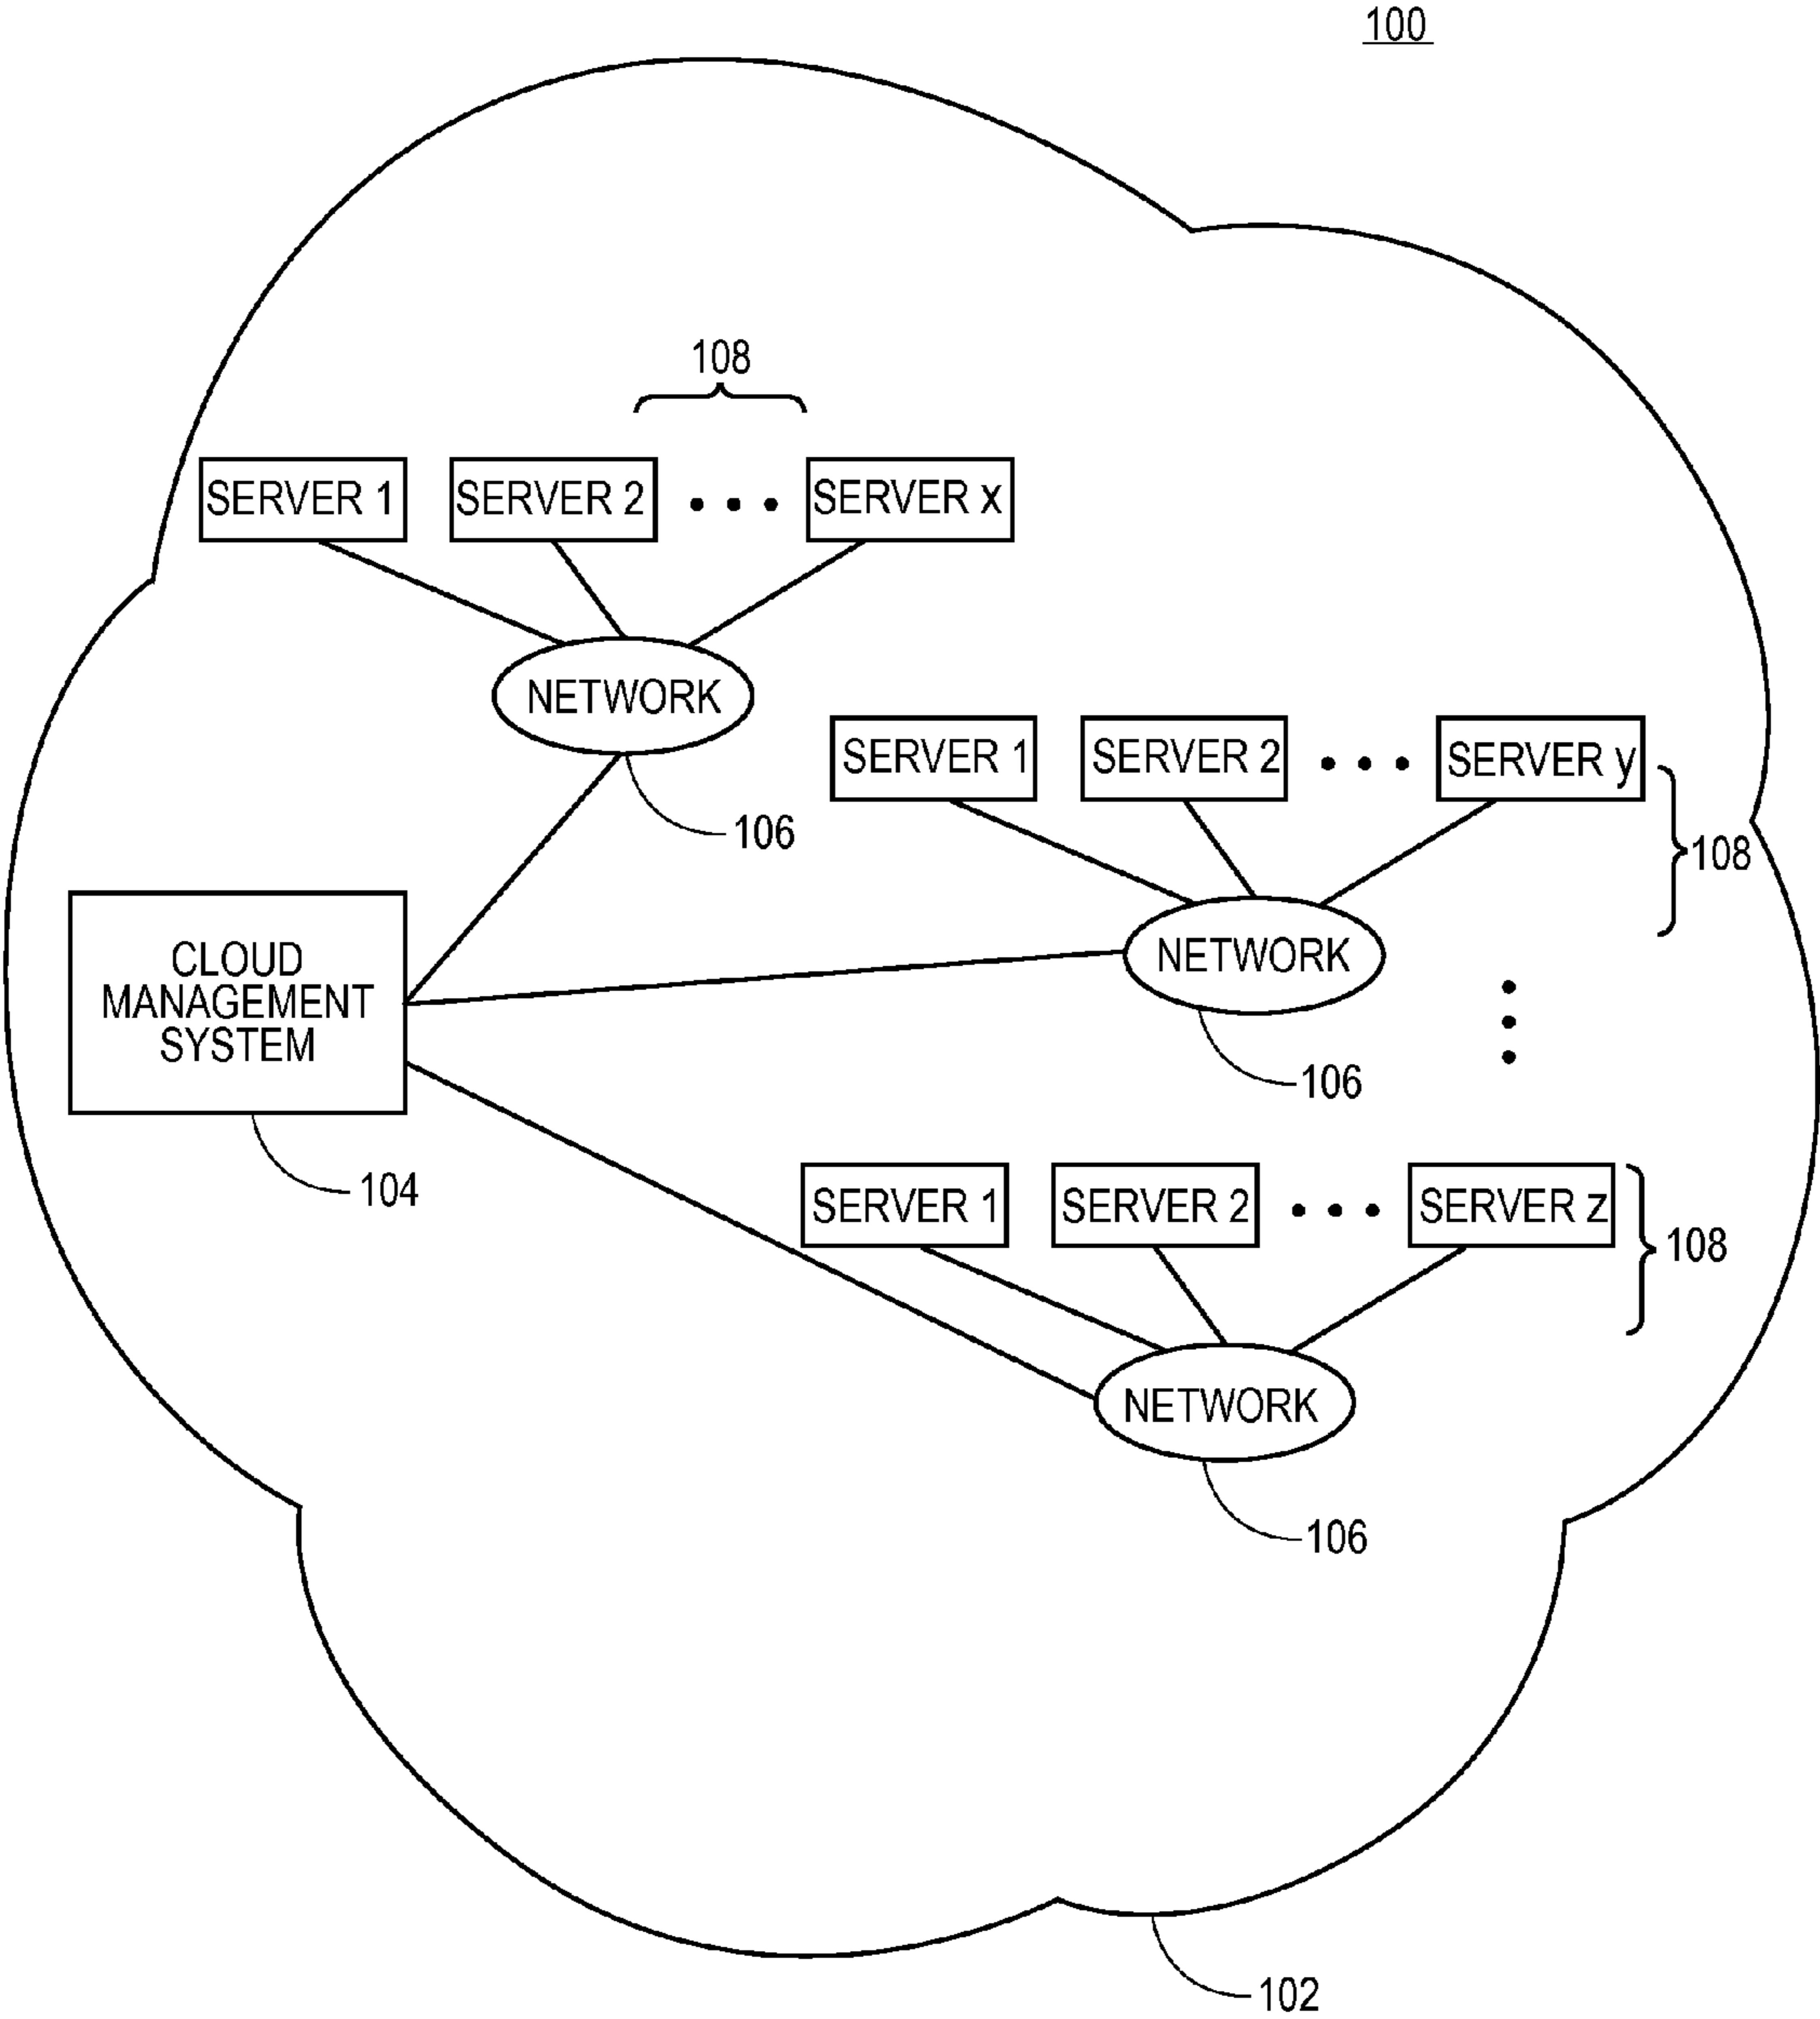 100
108
SERVER 1 SERVER 2 SERVER x
NETWORK
106
SERVER 1 SERVER 2 SERVER y
108
NETWORK
106
CLOUD
MANAGEMENT
SYSTEM
104
SERVER 1 SERVER 2 SERVER z
108
NETWORK
106
102